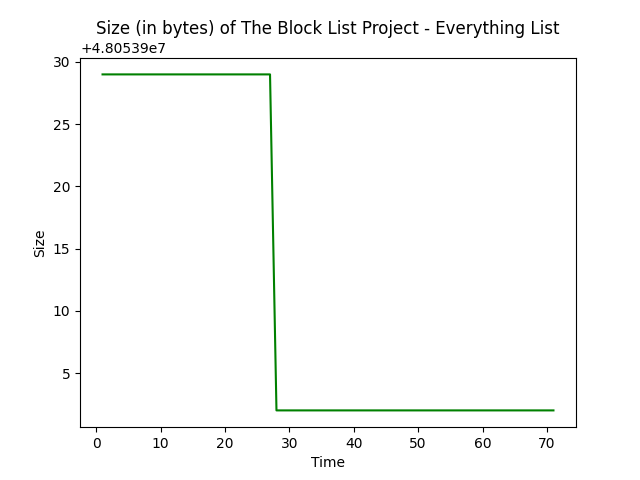 Size (in bytes) of The Block List Project - Everything List
+4.80539e7
30
25
20
15
10
5
Size
0 10 20 30 40 50 60 70
Time